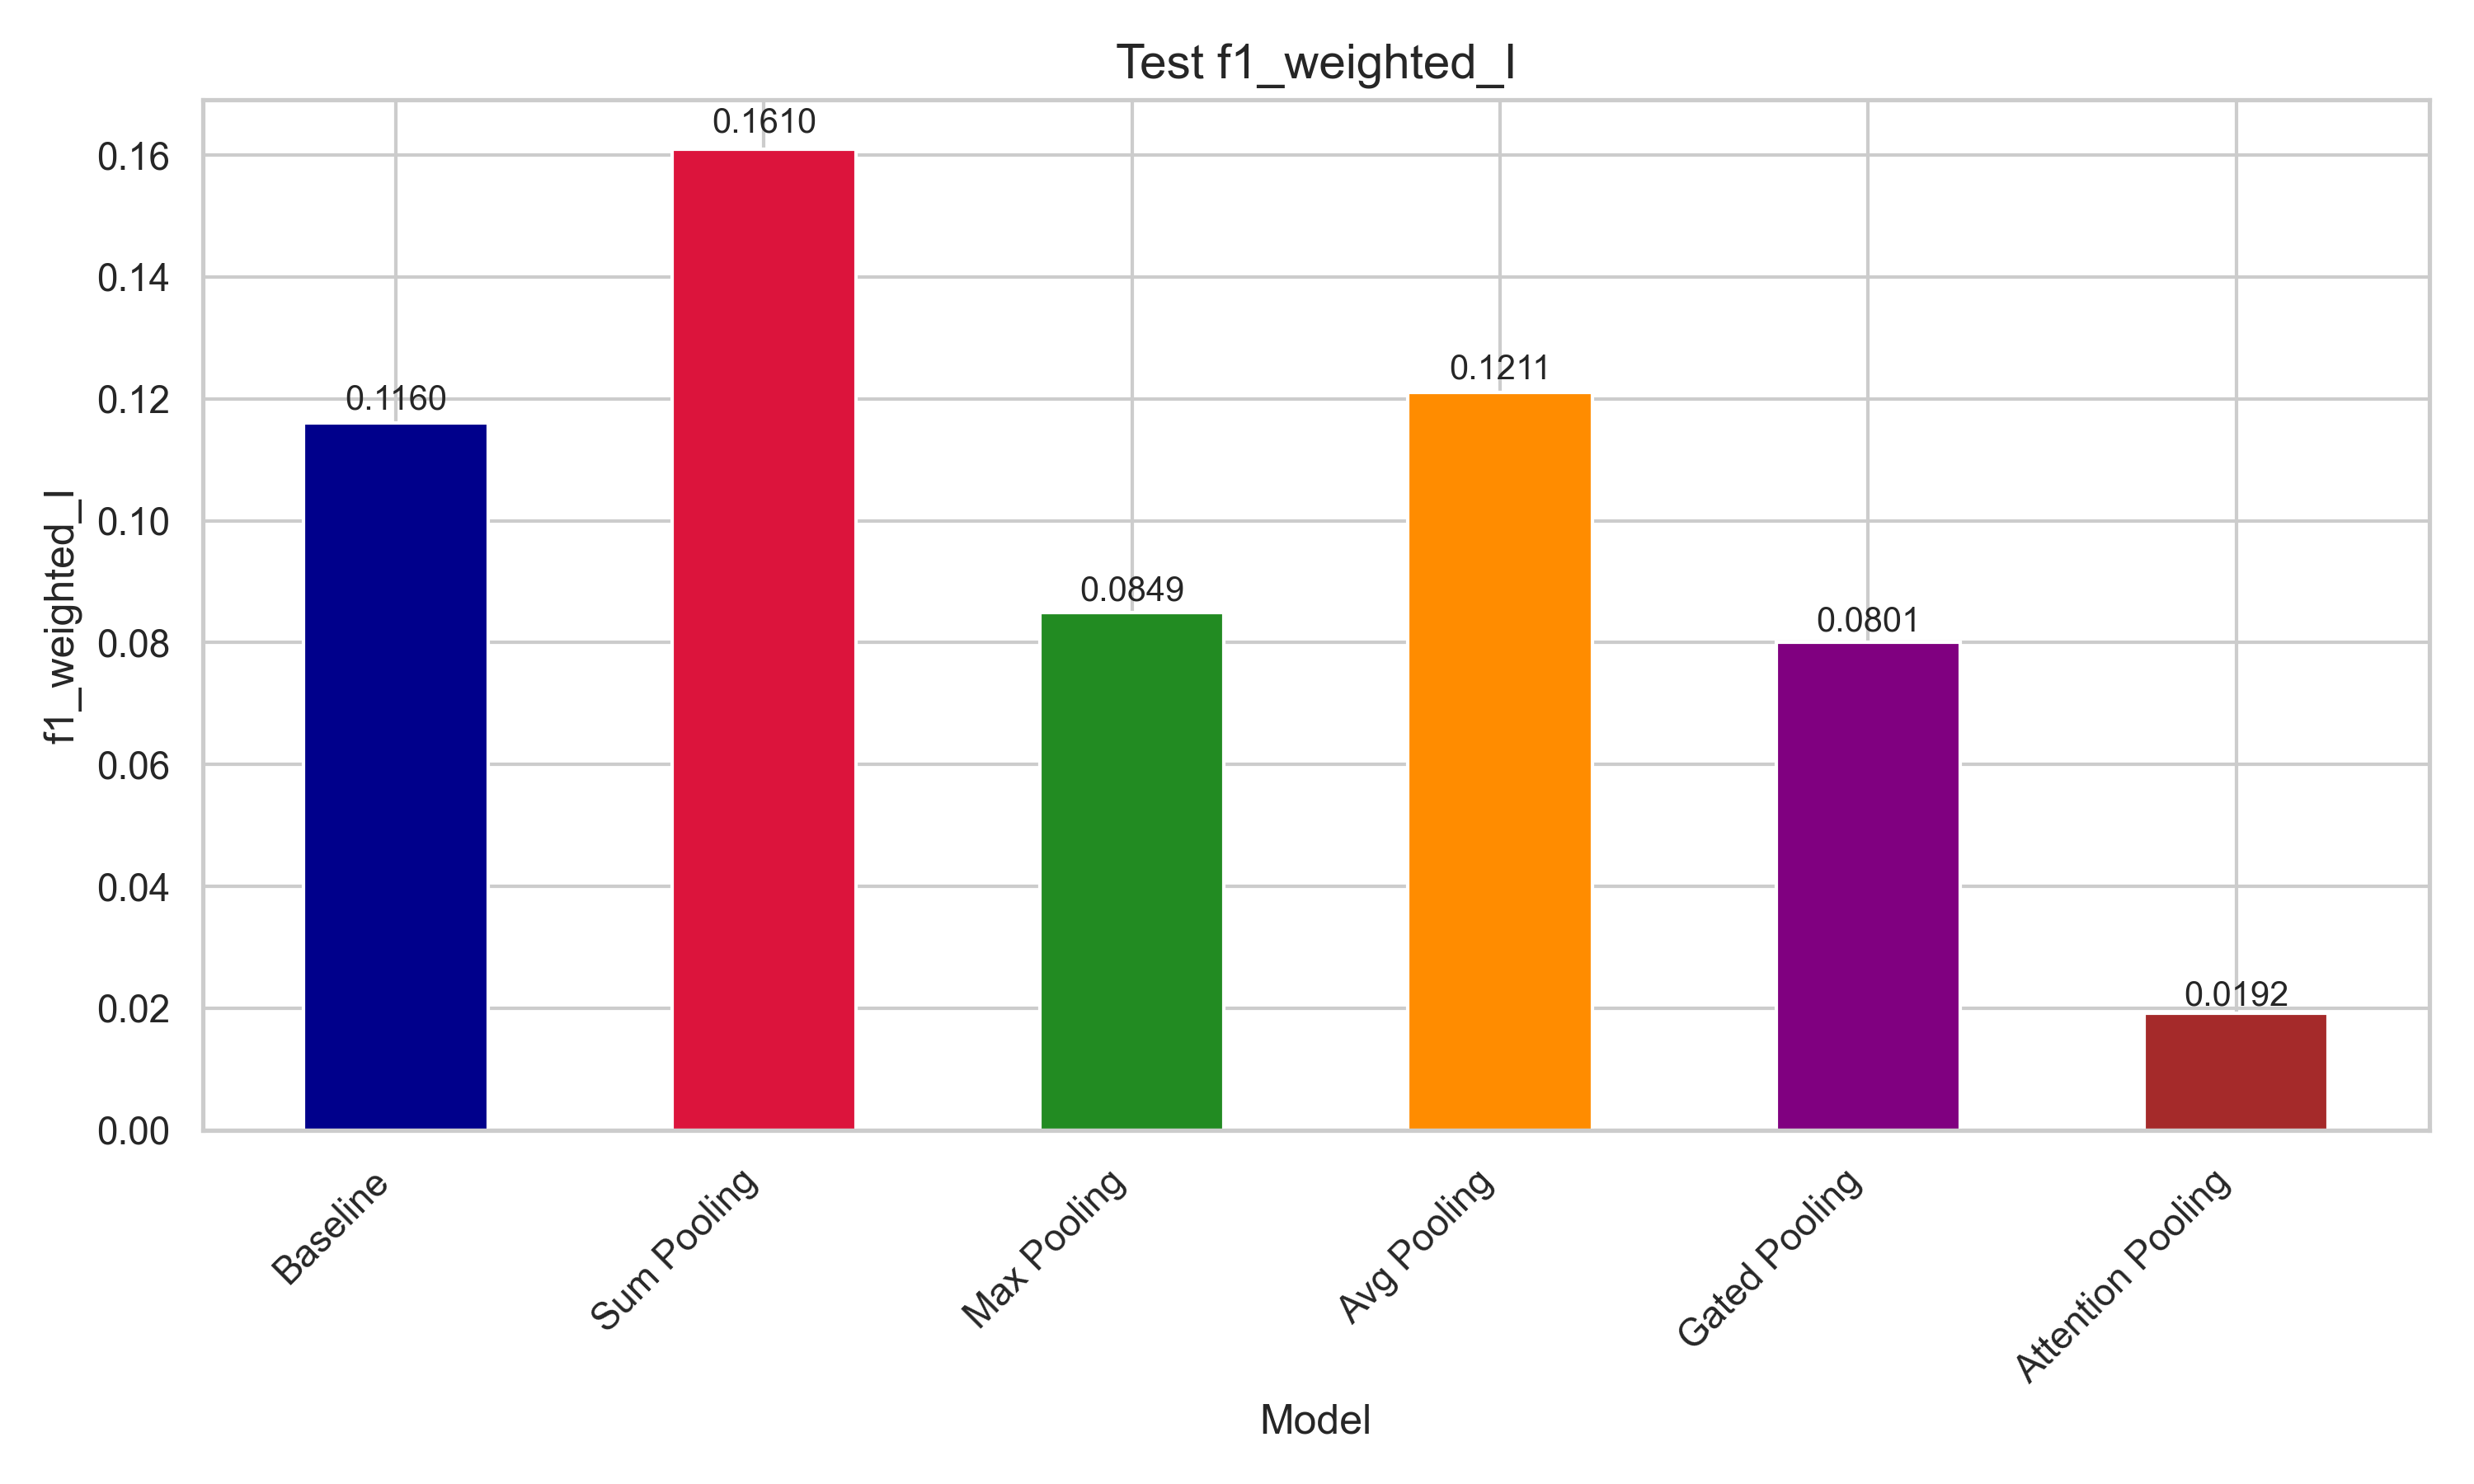 Test f1_weighted_I
0.1610
0.16
0.14
0.1211
0.1160
0.12
f1_weighted_I
0.10
0.0849
0.0801
0.08
0.06
0.04
0.0192
0.02
0.00
Baseline
Sum Pooling
Max Pooling
Avg Pooling
Gated Pooling
Attention Pooling
Model